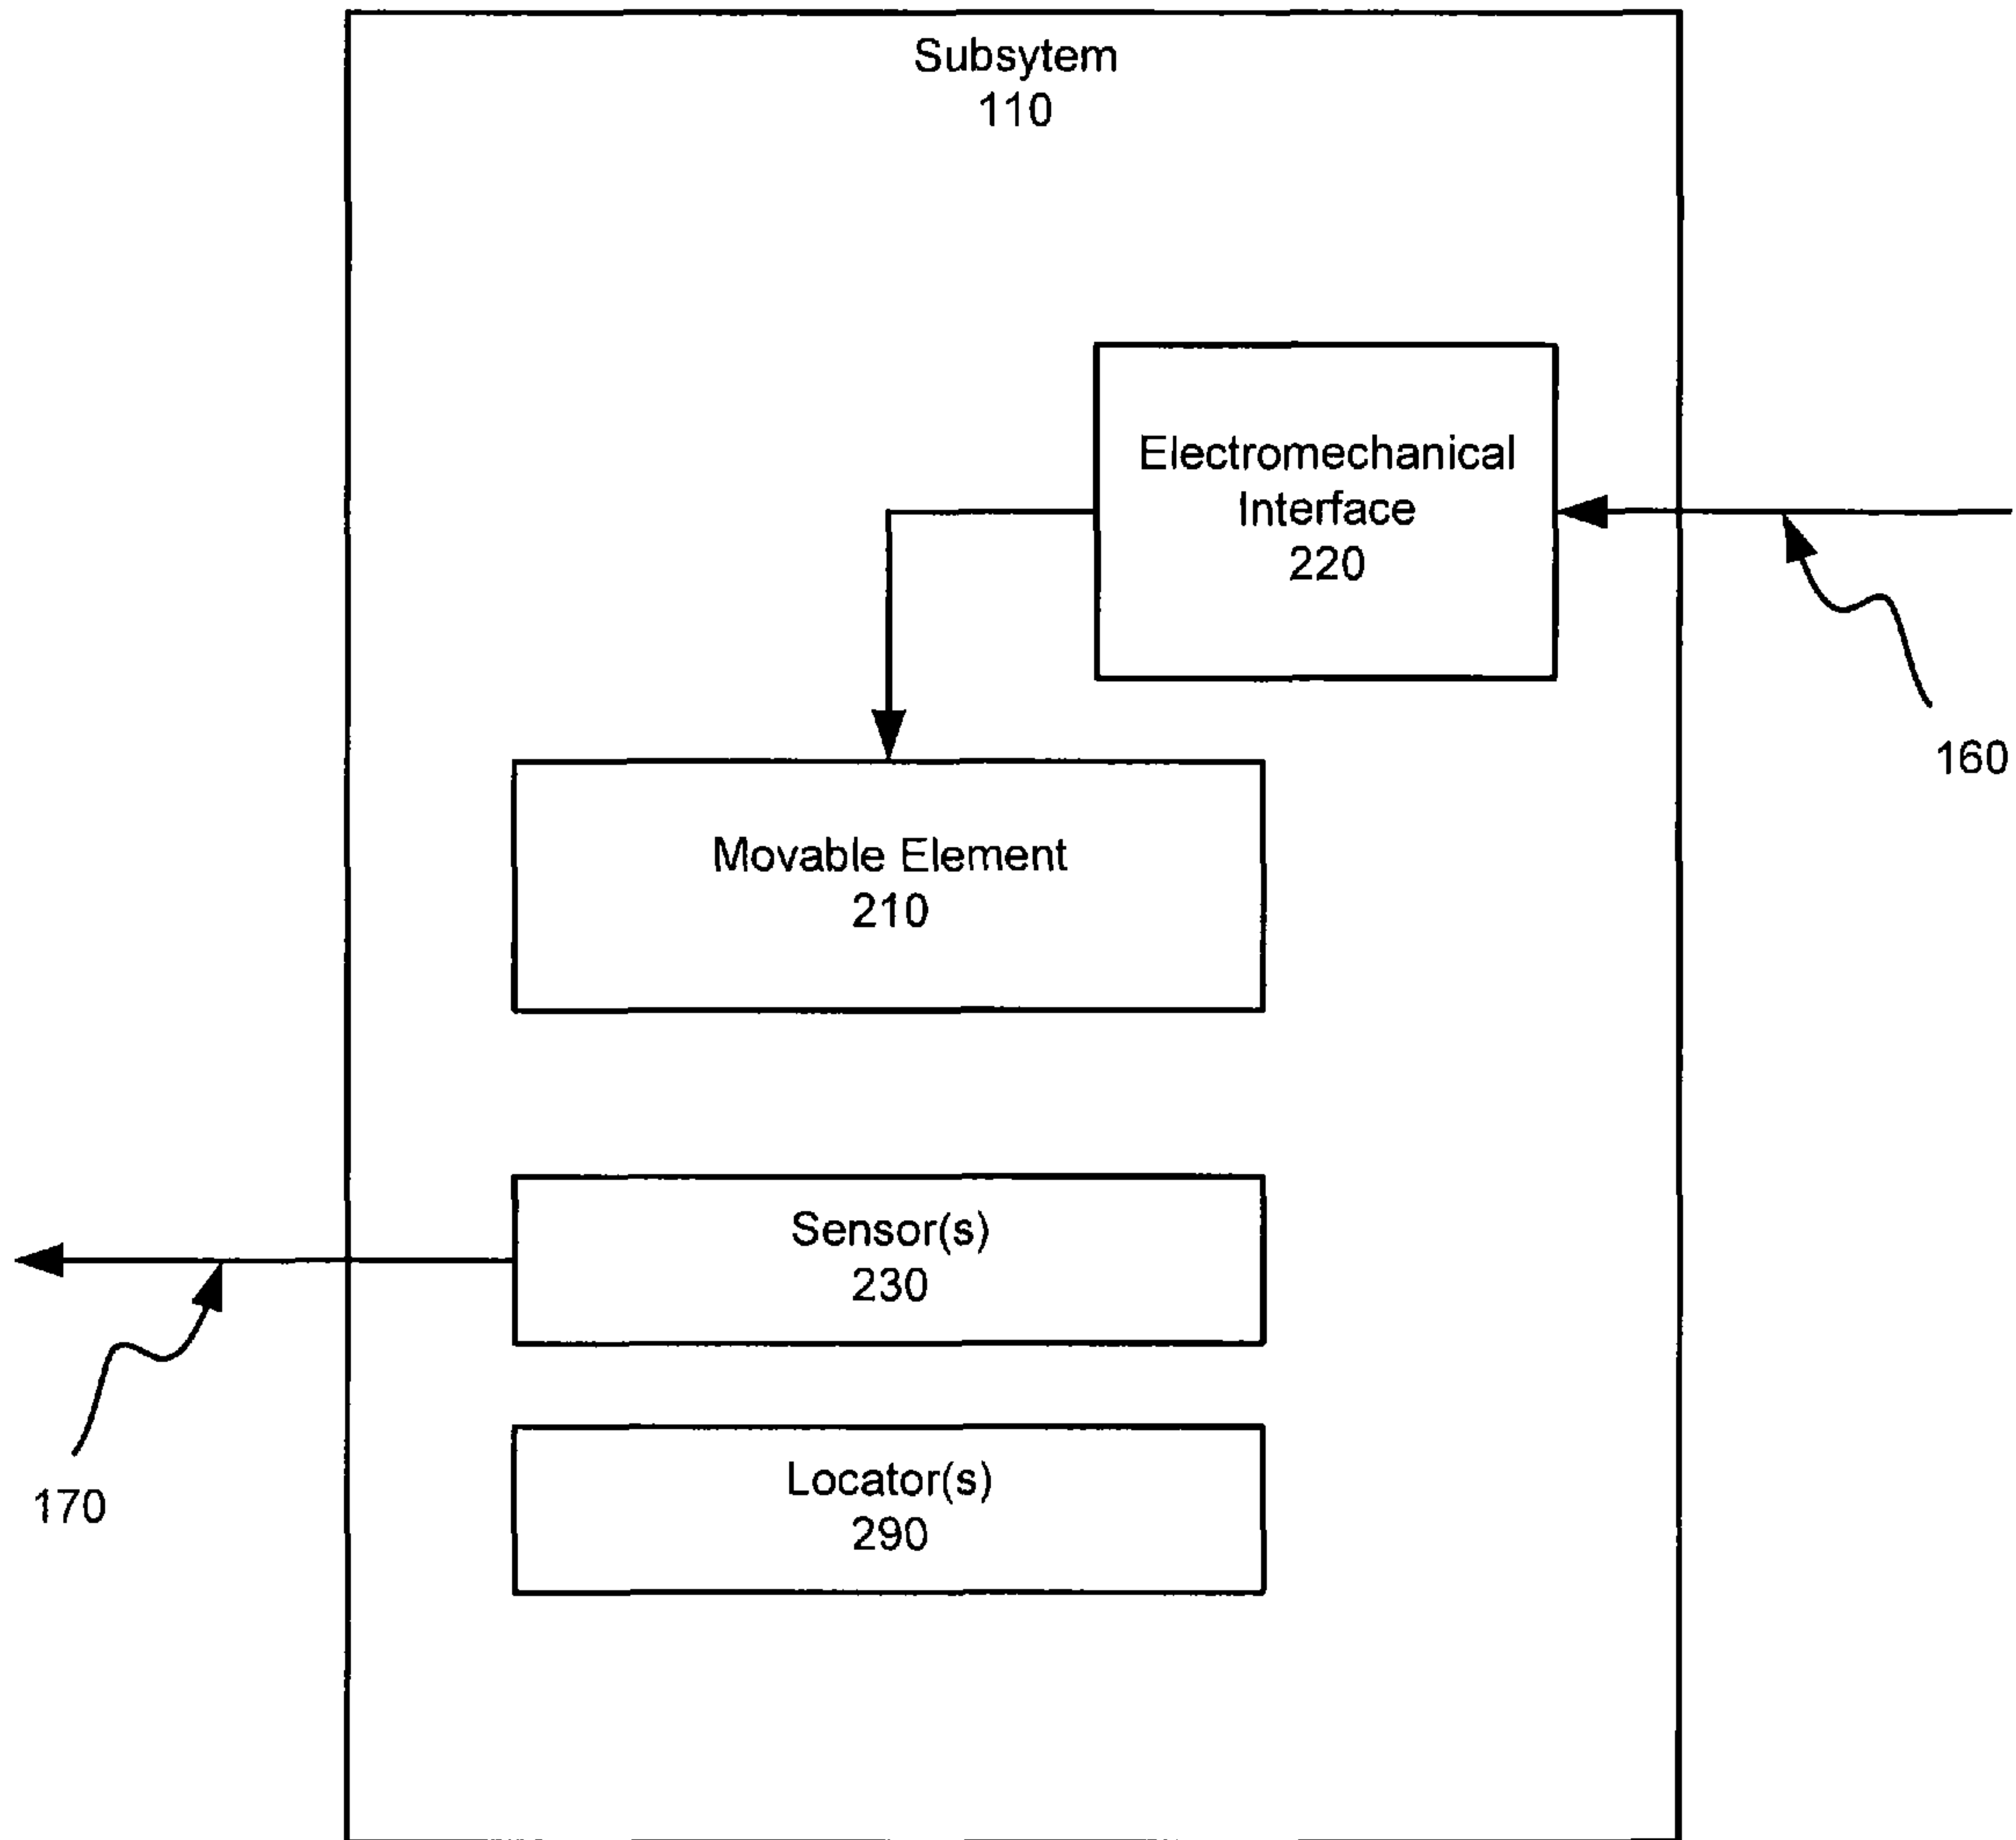 Subsytem
110
Electromechanical
Interface
220
160
Movable Element
210
Sensor(s)
230
170
Locator(s)
290